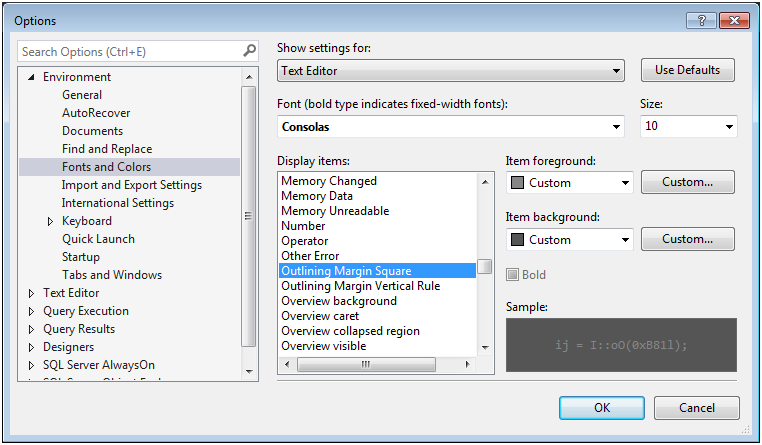 Options
Search Options (Ctrl+E)
Environment
General
AutoRecover
Documents
Find and Replace
Fonts and Colors
Import and Export Settings
International Settings
Keyboard
Quick Launch
Startup
Tabs and Windows
Text Editor
Query Execution
Query Results
Designers
SQL Server AlwaysOn
Show settings for:
Text Editor
Use Defaults
Font (bold type indicates fixed-width fonts):
Size:
Consolas
10
Display items:
Memory Changed
Memory Data
Memory Unreadable
Number
Operator
Other Error
Outlining Margin Square
Outlining Margin Vertical Rule
Overview background
Overview caret
Overview collapsed region
Overview visible
Item foreground:
Custom
Custom...
Item background:
Custom
Custom...
Bold
Sample:
ij = I::oO(0xB81l);
OK
Cancel